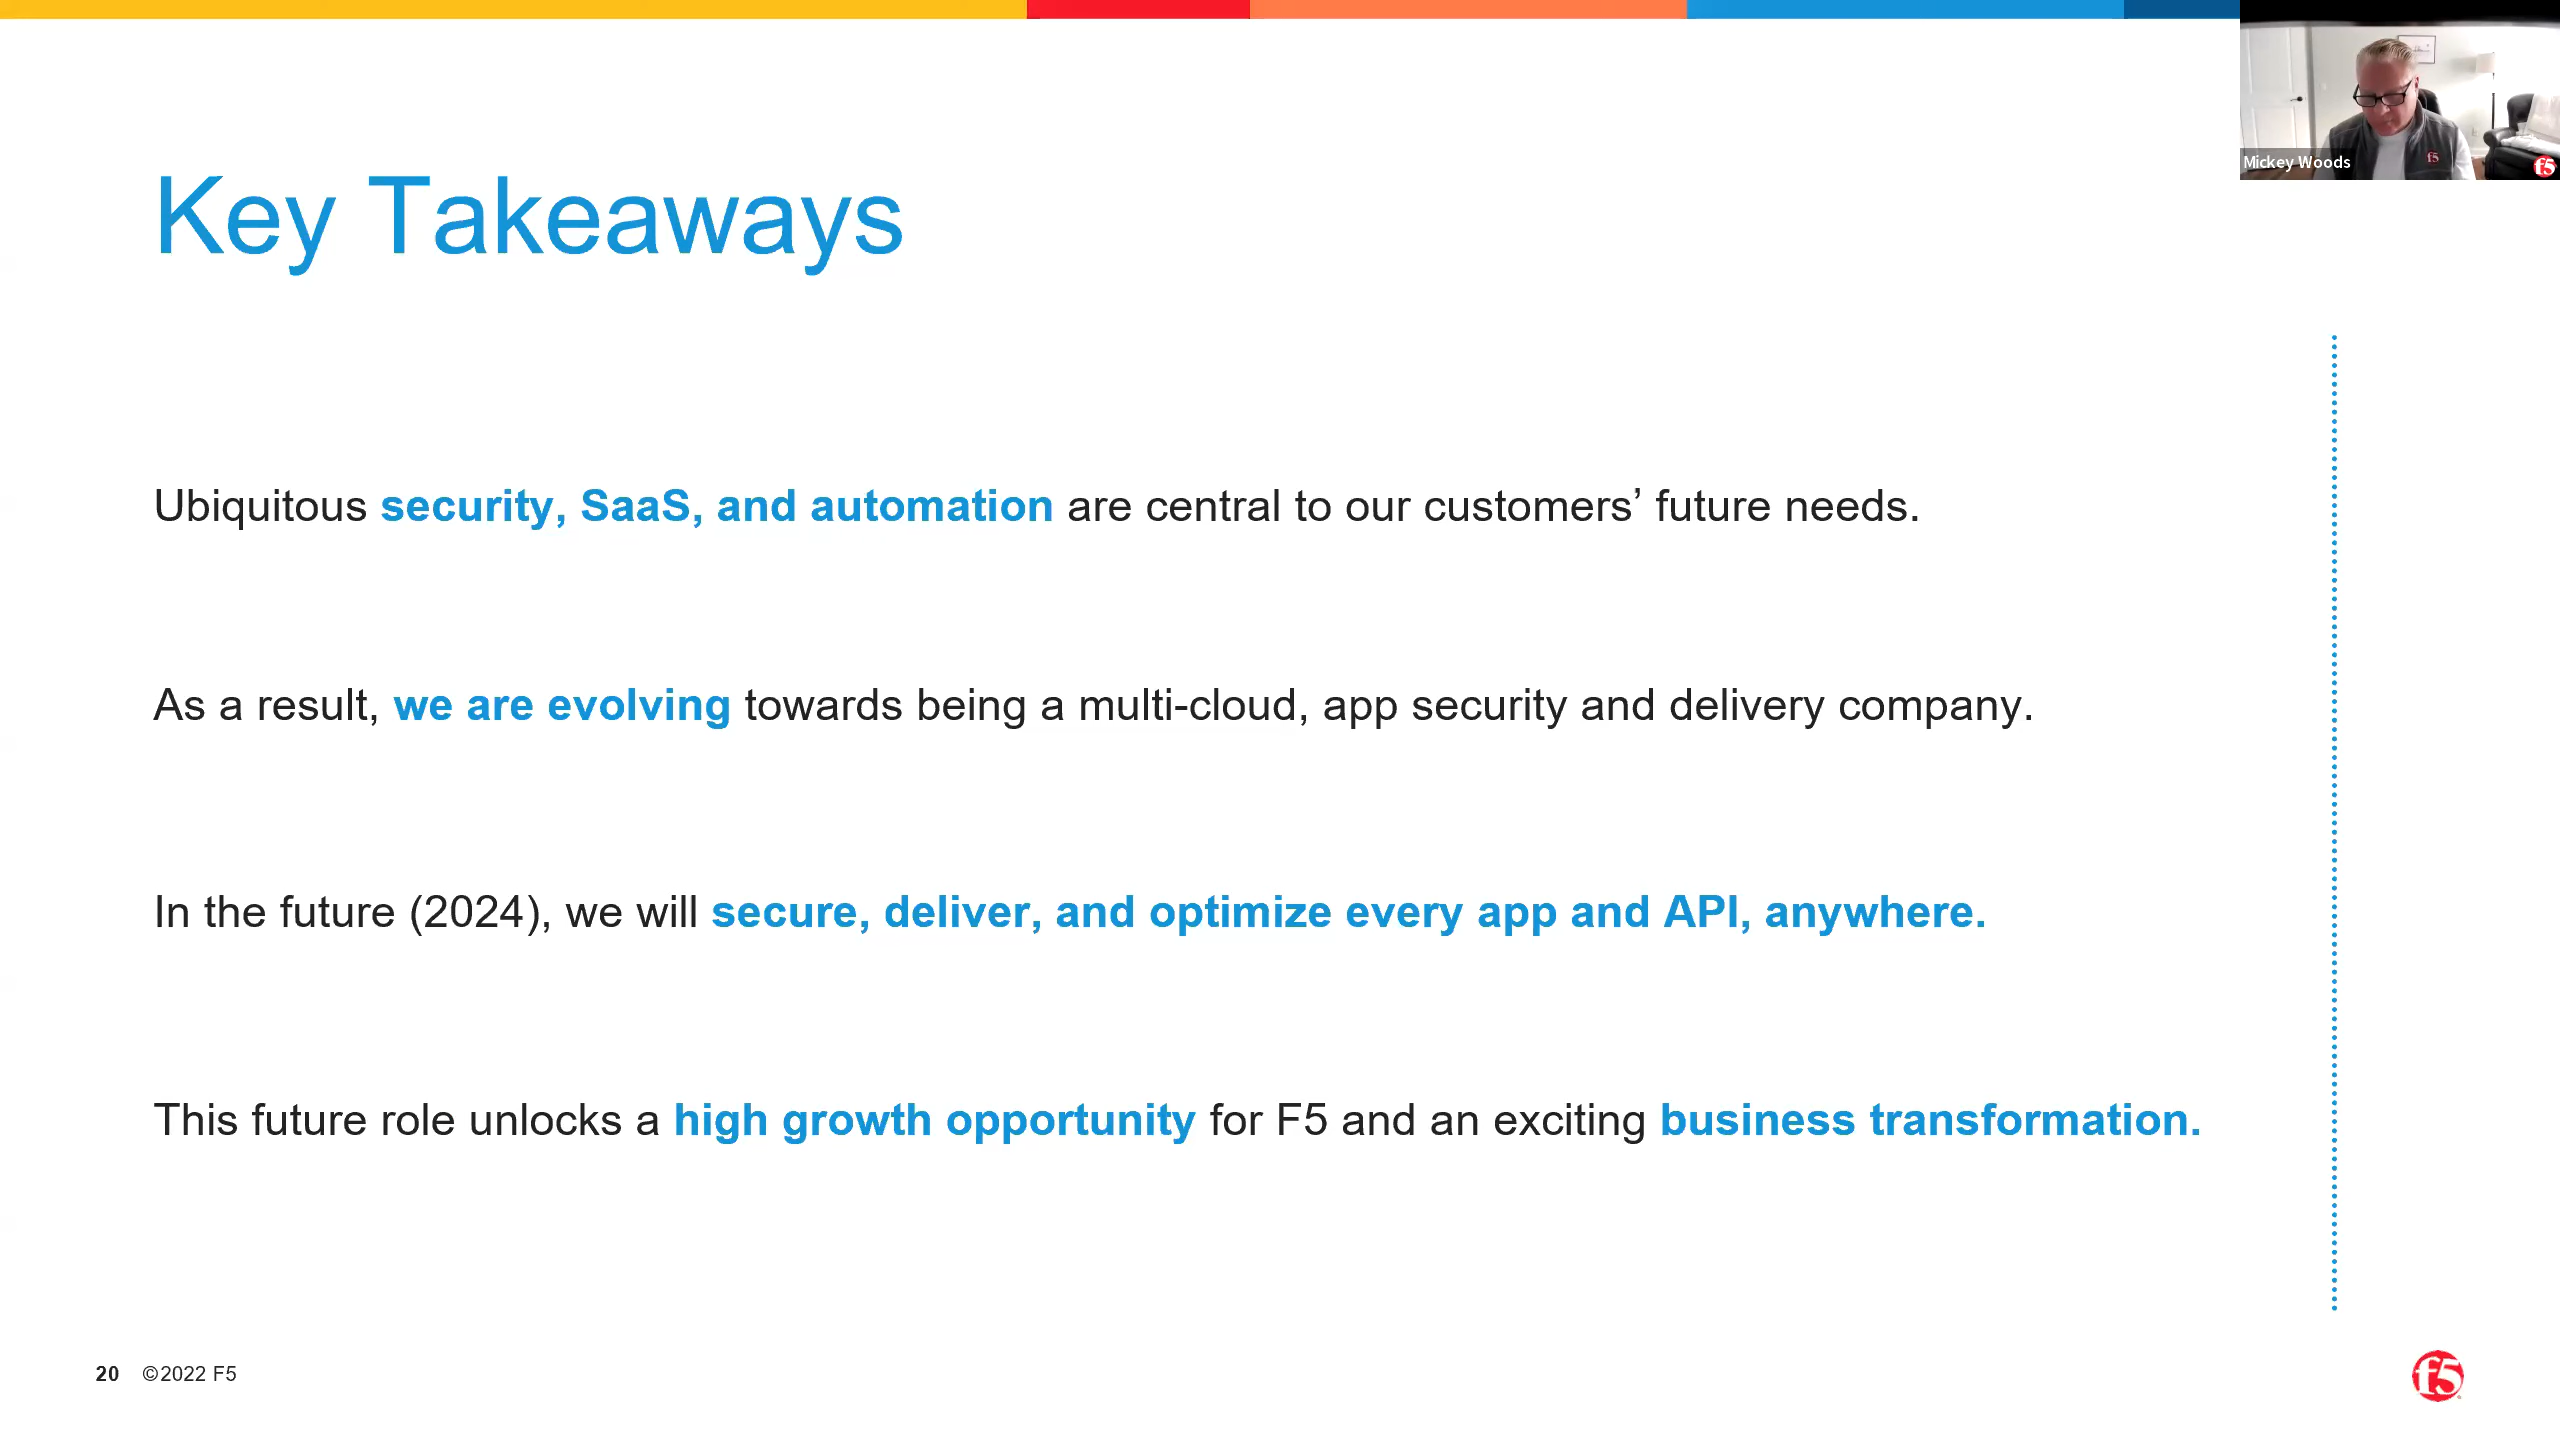 Mickey Woods
f5
f5
Key Takeaways
Ubiquitous security, SaaS, and automation are central to our customers’ future needs.
As a result, we are evolving towards being a multi-cloud, app security and delivery company.
In the future (2024), we will secure, deliver, and optimize every app and API, anywhere.
This future role unlocks a high growth opportunity for F5 and an exciting business transformation.
20 ©2022 F5
f5